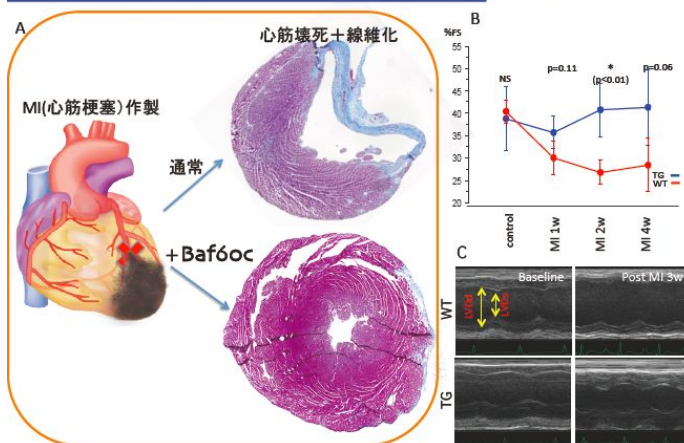 A
心筋壊死＋線維化
MI(心筋梗塞)作製
通常
+Baf60c
B
%FS
55
50
45
40
35
30
25
20
NS
p=0.11
*
(p<0.01)
p=0.06
TG
WT
control
MI 1w
MI 2w
MI 4w
C
Baseline
Post MI 3w
WT
LVDd
LVDs
TG